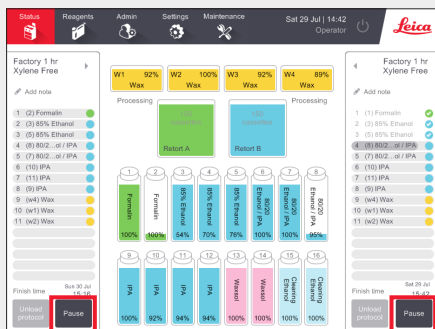 Status
Reagents
Admin
Settings
Maintenance
Sat 29 Jul | 14:42
Operator
Leica
Factory 1 hr
Xylene Free
Add note
1 (2) Formalin
2 (3) 85% Ethanol
3 (5) 85% Ethanol
4 (8) 80/2...ol / IPA
5 (7) 80/2...ol / IPA
6 (10) IPA
7 (11) IPA
8 (9) IPA
9 (w4) Wax
10 (w1) Wax
11 (w2) Wax
Finish time
Sun 30 Jul
15:16
Unload
protocol
Pause
W1 92%
Wax
W2 100%
Wax
W3 92%
Wax
W4 89%
Wax
Processing
Processing
150
cassettes
Retort A
cassettes
Retort B
1
2
3
4
5
6
7
8
Formalin
Formalin
85% Ethanol
85% Ethanol
85% Ethanol
80/20
Ethanol / IPA
80/20
Ethanol / IPA
80/20
Ethanol / IPA
100%
100%
54%
70%
76%
100%
100%
95%
9
10
11
12
13
14
15
16
IPA
IPA
IPA
IPA
Waxsol
Waxsol
Cleaning
Ethanol
Cleaning
Ethanol
100%
92%
94%
94%
100%
100%
100%
100%
Factory 1 hr
Xylene Free
Add note
1 (1) Formalin
2 (3) 85% Ethanol
3 (5) 85% Ethanol
4 (8) 80/2...ol / IPA
5 (7) 80/2...ol / IPA
6 (10) IPA
7 (11) IPA
8 (9) IPA
9 (w4) Wax
10 (w1) Wax
11 (w2) Wax
Finish time
Sat 29 Jul
15:42
Unload
protocol
Pause